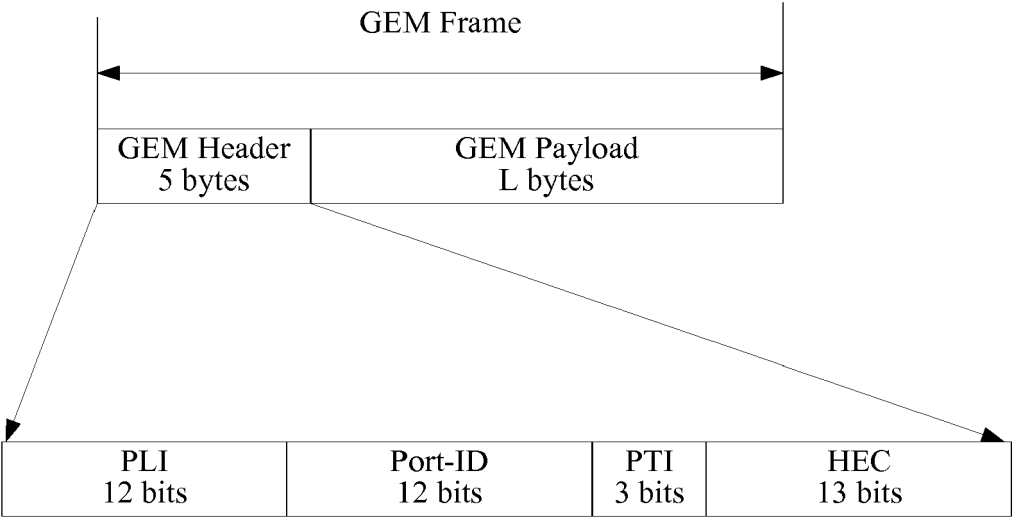 GEM Frame
GEM Header
5 bytes
GEM Payload
L bytes
PLI
12 bits
Port-ID
12 bits
PTI
3 bits
HEC
13 bits